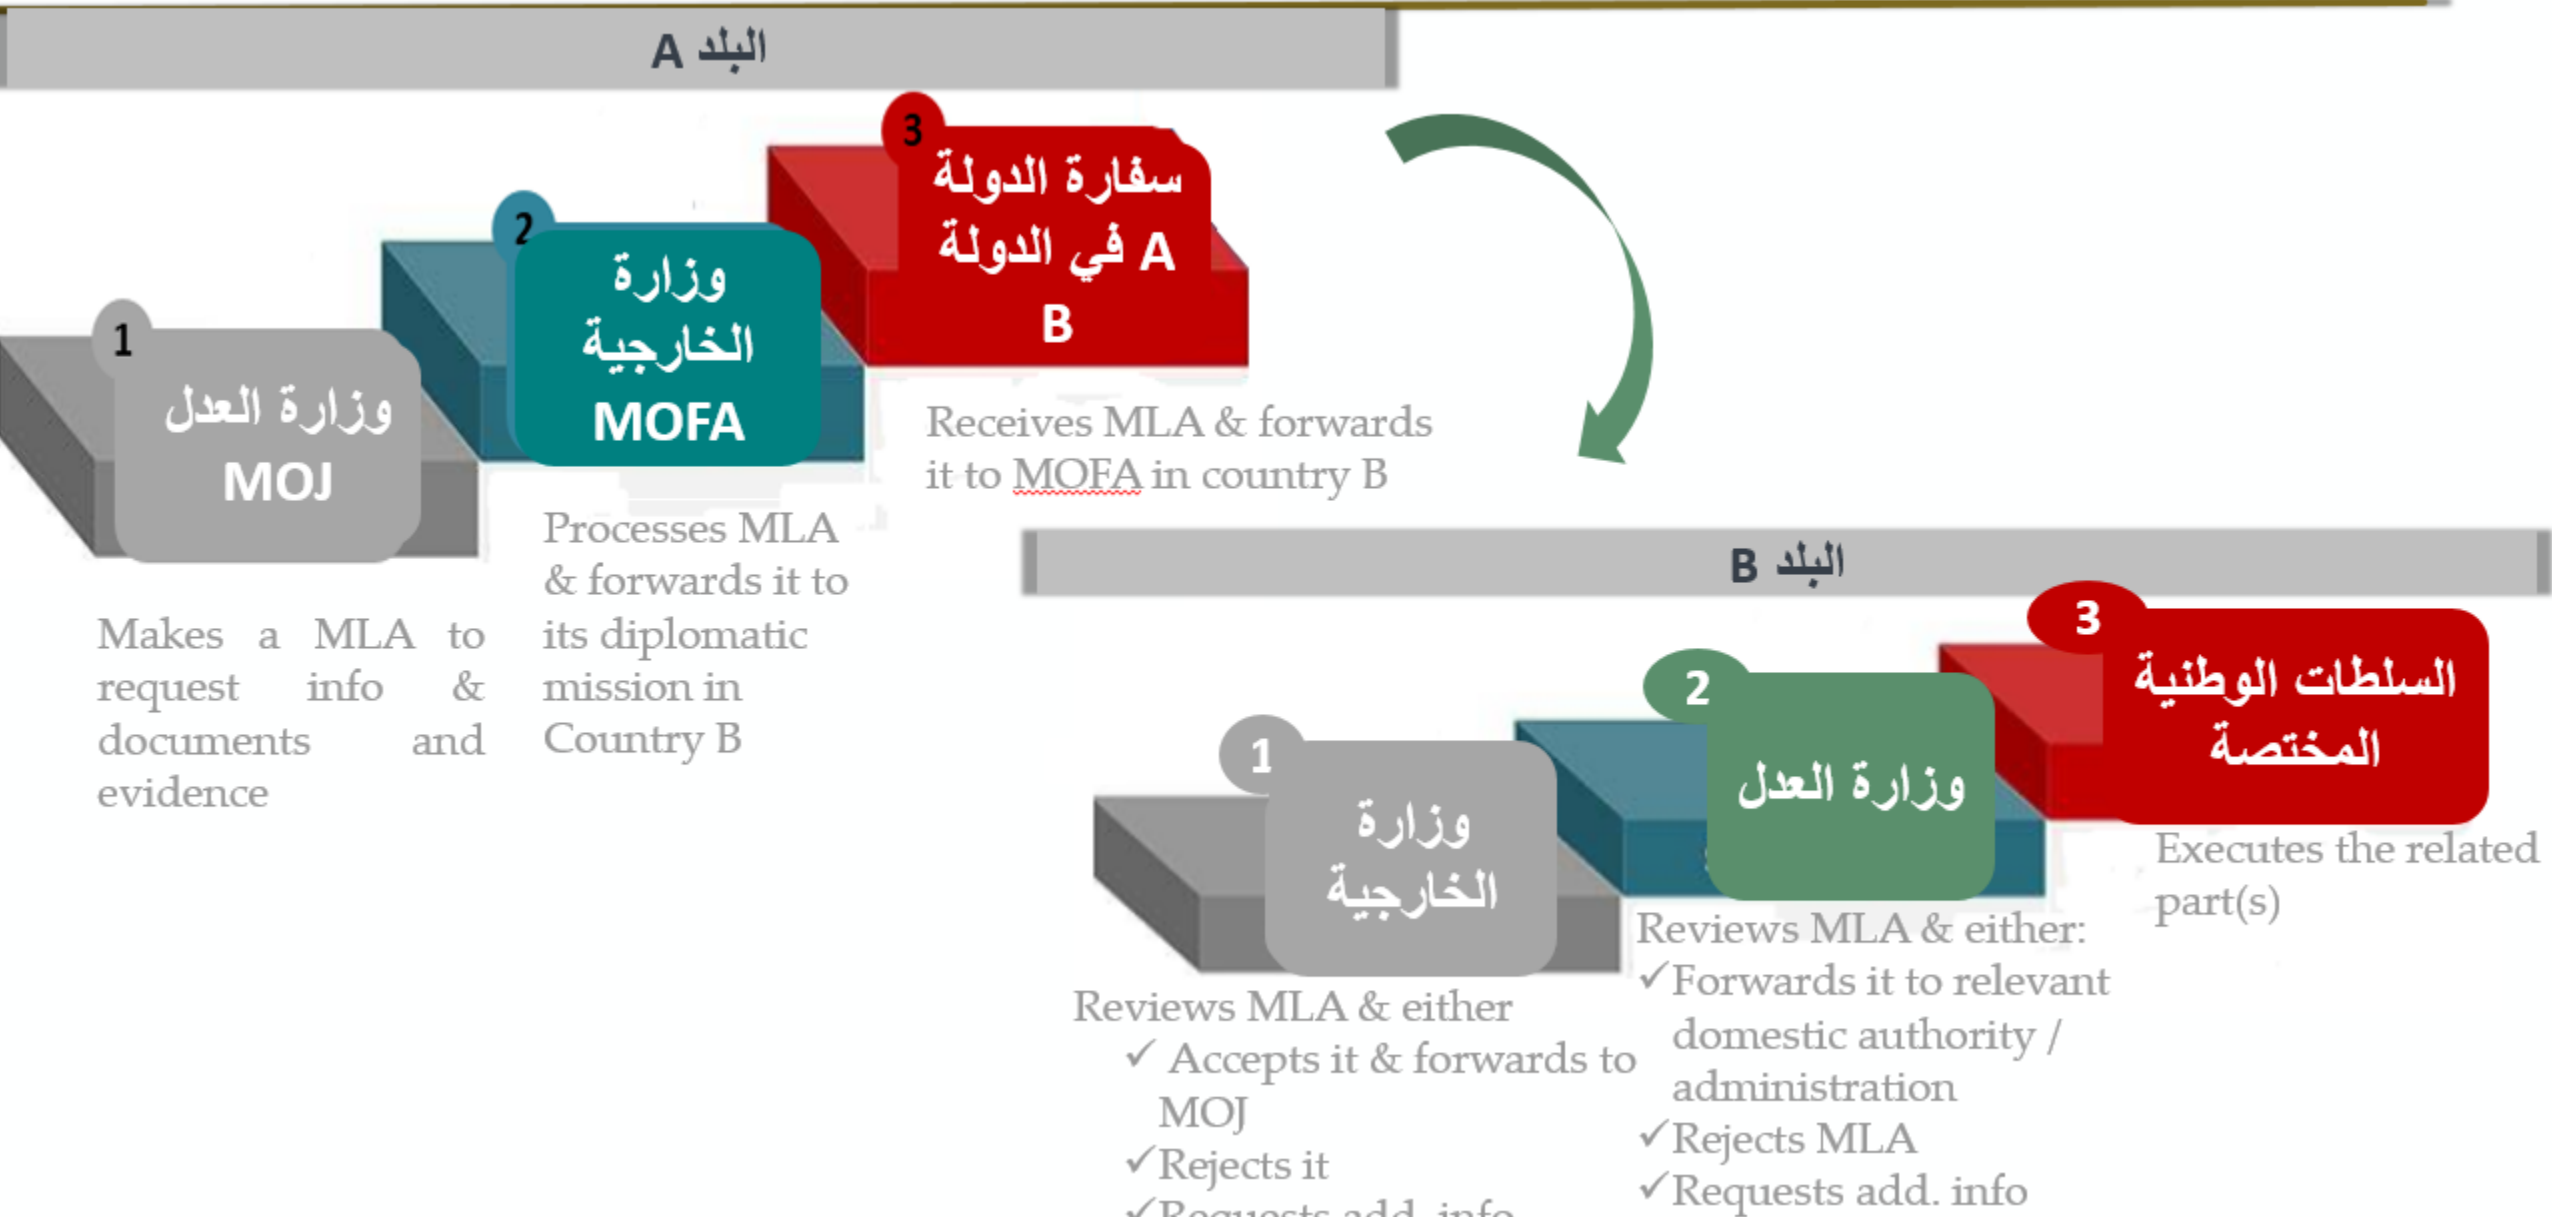 البلد A
1
وزارة العدل
MOJ
Makes a MLA to
request info &
documents and
evidence
2
وزارة
الخارجية
MOFA
Processes MLA
& forwards it to
its diplomatic
mission in
Country B
3
سفارة الدولة
A في الدولة
B
Receives MLA & forwards
it to MOFA in country B
البلد B
1
وزارة
الخارجية
Reviews MLA & either
✓ Accepts it & forwards to
MOJ
✓Rejects it
✓Requests add. info
2
وزارة العدل
Reviews MLA & either:
✓Forwards it to relevant
domestic authority /
administration
✓Rejects MLA
✓Requests add. info
3
السلطات الوطنية
المختصة
Executes the related
part(s)